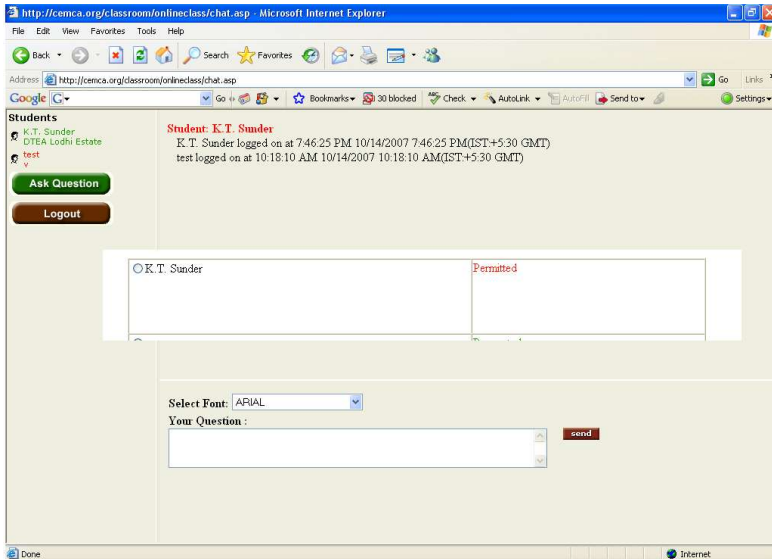 http://cemca.org/classroom/onlineclass/chat.asp - Microsoft Internet Explorer
File Edit View Favorites Tools Help
Back Search Favorites
Address http://cemca.org/classroom/onlineclass/chat.asp Go Links
Google G Go Bookmarks 30 blocked Check AutoLink AutoFill Send to Settings
Students
K.T. Sunder
DTEA Lodhi Estate
test
v
Ask Question
Logout
Student: K.T. Sunder
K.T. Sunder logged on at 7:46:25 PM 10/14/2007 7:46:25 PM(IST:+5:30 GMT)
test logged on at 10:18:10 AM 10/14/2007 10:18:10 AM(IST:+5:30 GMT)
K.T. Sunder Permitted
Select Font: ARIAL
Your Question :
send
Done Internet